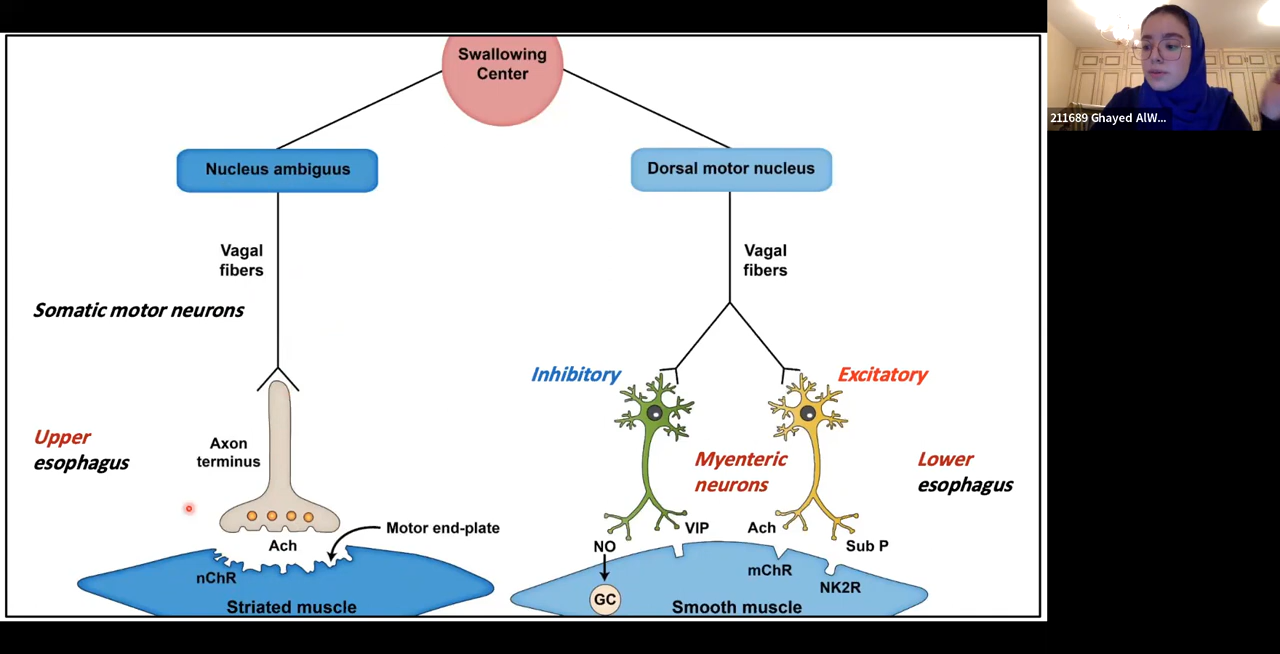 Swallowing
Center
211689 Ghayed AlW...
Nucleus ambiguus
Dorsal motor nucleus
Vagal
fibers
Vagal
fibers
Somatic motor neurons
Inhibitory
Excitatory
Upper
esophagus
Axon
terminus
Myenteric
neurons
Lower
esophagus
Motor end-plate
VIP
Ach
Ach
NO
Sub P
nChR
mChR
NK2R
GC
Striated muscle
Smooth muscle